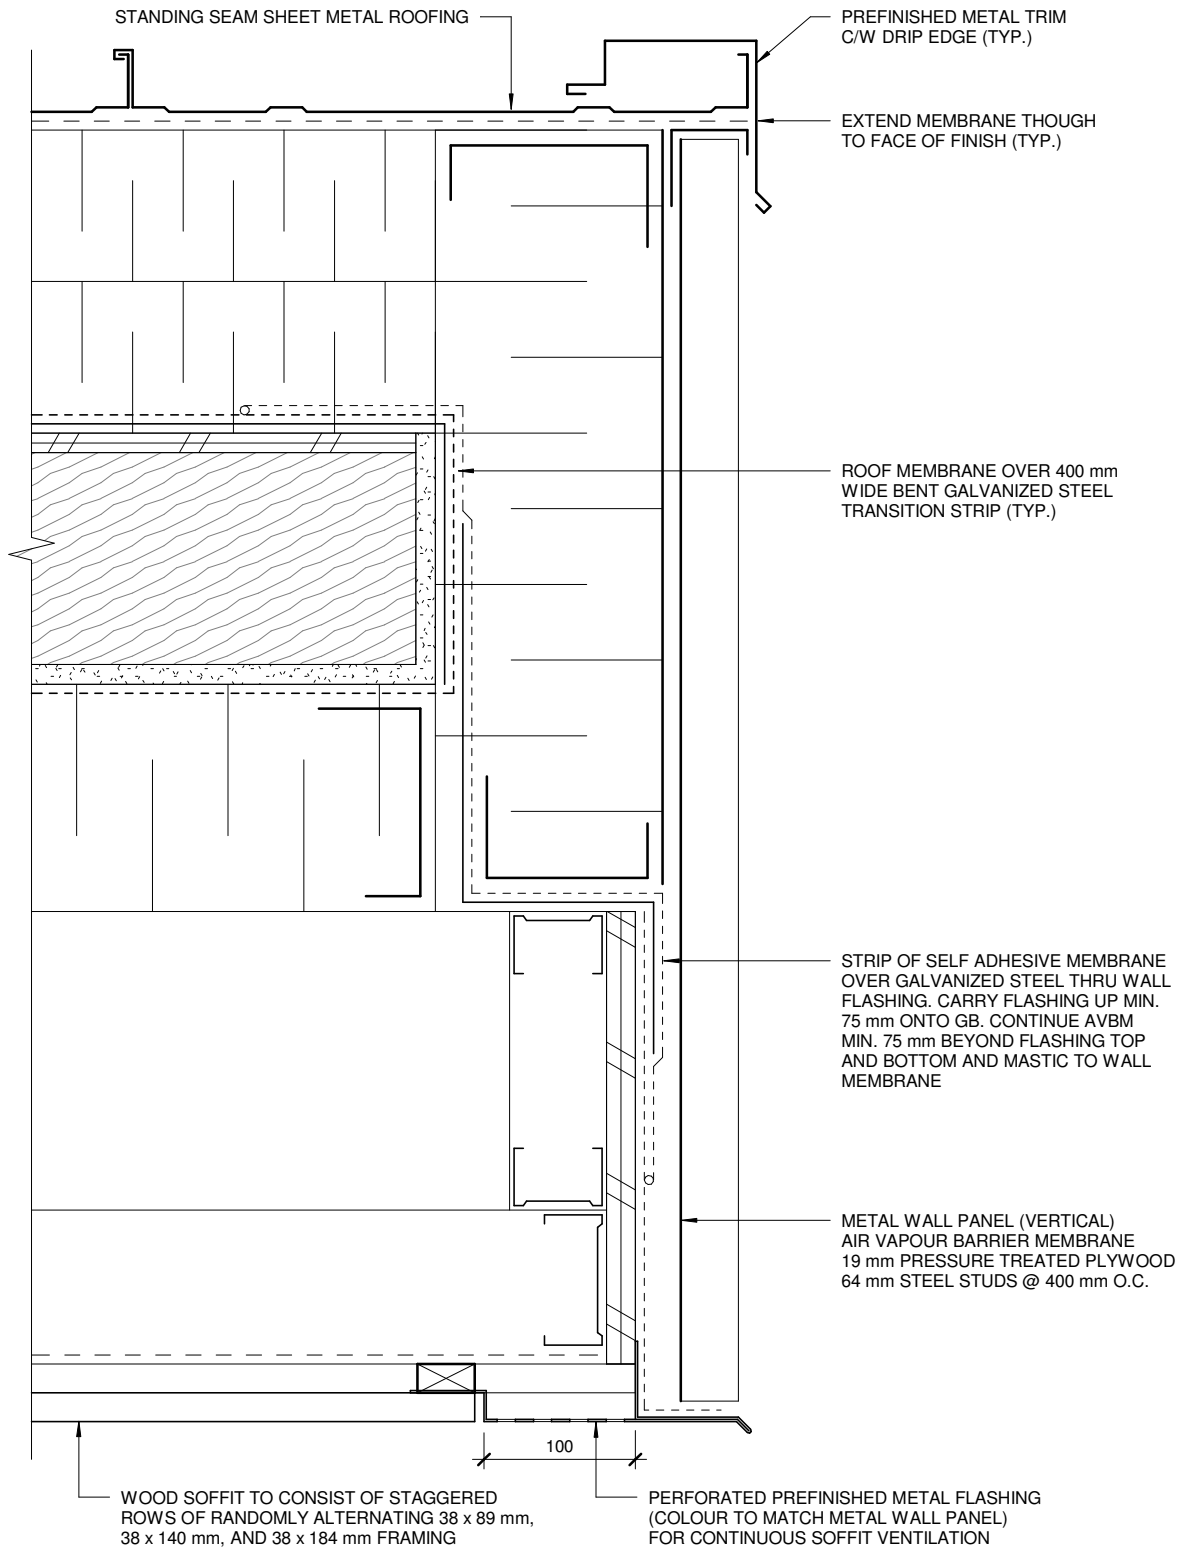 STANDING SEAM SHEET METAL ROOFING
PREFINISHED METAL TRIM
C/W DRIP EDGE (TYP.)
EXTEND MEMBRANE THOUGH
TO FACE OF FINISH (TYP.)
ROOF MEMBRANE OVER 400 mm
WIDE BENT GALVANIZED STEEL
TRANSITION STRIP (TYP.)
STRIP OF SELF ADHESIVE MEMBRANE
OVER GALVANIZED STEEL THRU WALL
FLASHING. CARRY FLASHING UP MIN.
75 mm ONTO GB. CONTINUE AVBM
MIN. 75 mm BEYOND FLASHING TOP
AND BOTTOM AND MASTIC TO WALL
MEMBRANE
METAL WALL PANEL (VERTICAL)
AIR VAPOUR BARRIER MEMBRANE
19 mm PRESSURE TREATED PLYWOOD
64 mm STEEL STUDS @ 400 mm O.C.
100
WOOD SOFFIT TO CONSIST OF STAGGERED
ROWS OF RANDOMLY ALTERNATING 38 x 89 mm,
38 x 140 mm, AND 38 x 184 mm FRAMING
PERFORATED PREFINISHED METAL FLASHING
(COLOUR TO MATCH METAL WALL PANEL)
FOR CONTINUOUS SOFFIT VENTILATION